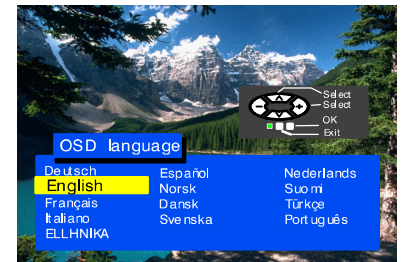 Select
Select
OK
Exit
OSD language
Deutsch
English
Français
Italiano
ELLHNIKA
Español
Norsk
Dansk
Svenska
Nederlands
Suomi
Türkçe
Português